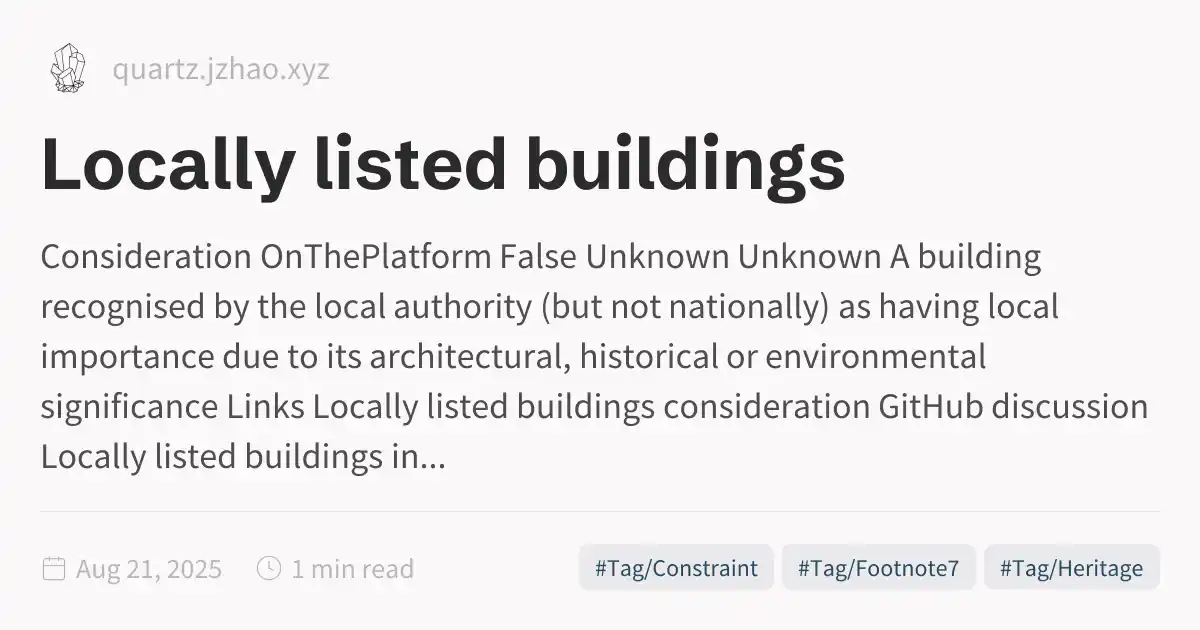 quartz.jzhao.xyz
Locally listed buildings
Consideration OnThePlatform False Unknown Unknown A building
recognised by the local authority (but not nationally) as having local
importance due to its architectural, historical or environmental
significance Links Locally listed buildings consideration GitHub discussion
Locally listed buildings in...
Aug 21, 2025 1 min read #Tag/Constraint #Tag/Footnote7 #Tag/Heritage